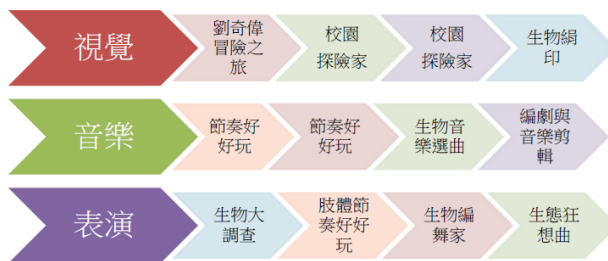 視覺
劉奇偉
冒險之
旅
校園
探險家
校園
探險家
生物絹
印
音樂
節奏好
好玩
節奏好
好玩
生物音
樂選曲
編劇與
音樂剪
輯
表演
生物大
調查
肢體節
奏好好
玩
生物編
舞家
生態狂
想曲